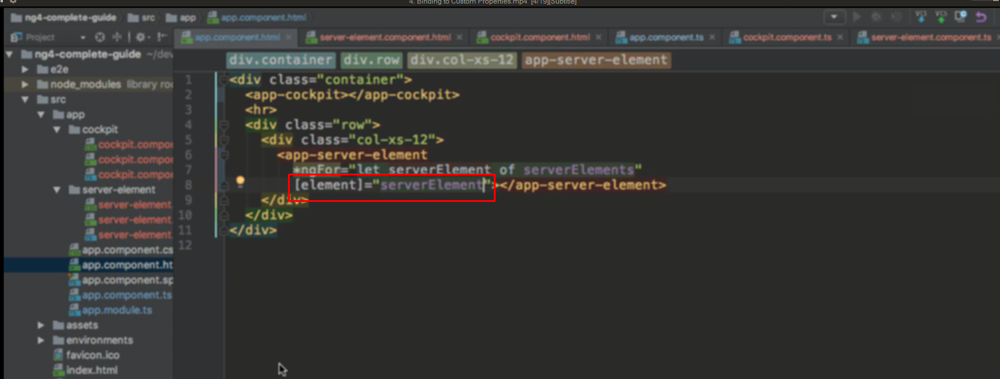 4. Binding to Custom Properties.mp4 [4/19][Subtitle]
ng4-complete-guide src app app.component.html
Project
app.component.html server-element.component.html cockpit.component.html app.component.ts cockpit.component.ts server-element.component.ts
ng4-complete-guide ~/dev
e2e
node_modules library roo
src
app
cockpit
cockpit.compor
cockpit.compor
cockpit.compor
server-element
server-element.
server-element.
server-element.
app.component.cs
app.component.ht
app.component.sp
app.component.ts
app.module.ts
assets
environments
favicon.ico
index.html
div.container div.row div.col-xs-12 app-server-element
1 <div class="container">
2 <app-cockpit></app-cockpit>
3 <hr>
4 <div class="row">
5 <div class="col-xs-12">
6 <app-server-element
7 *ngFor="let serverElement of serverElements"
8 [element]="serverElement"></app-server-element>
9 </div>
10 </div>
11 </div>
12
VCS VCS